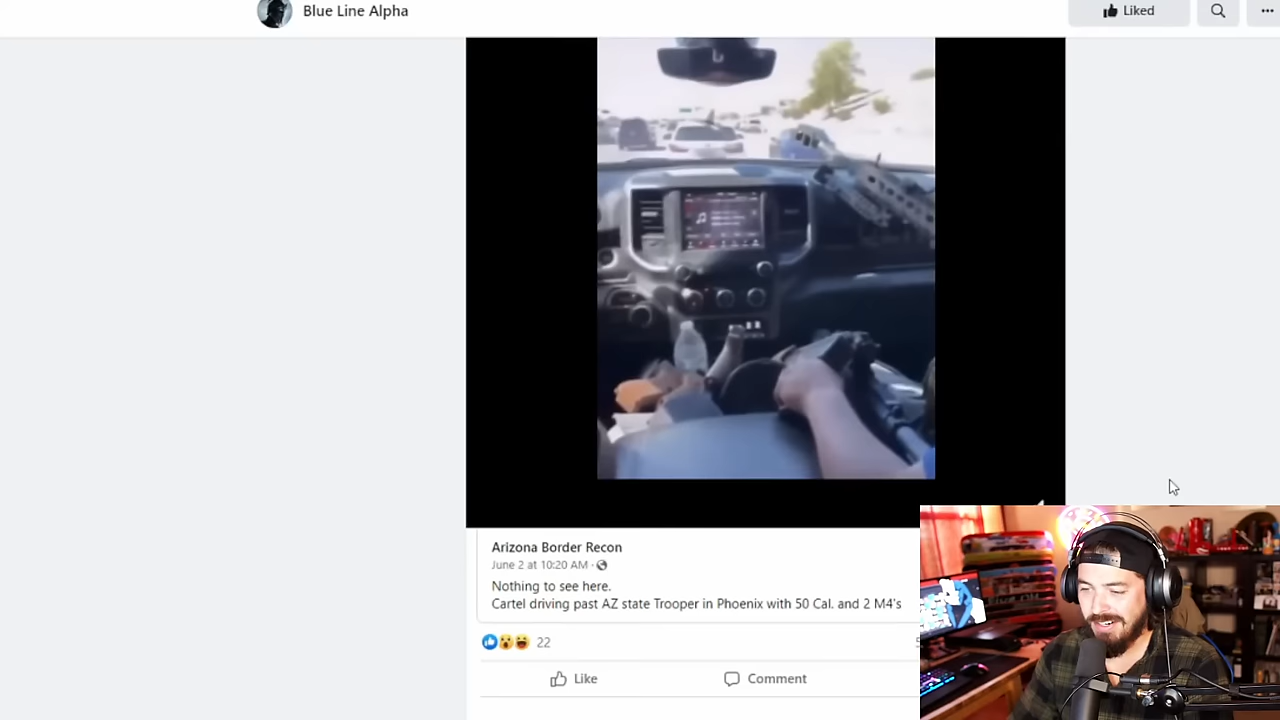 Blue Line Alpha
Liked
Arizona Border Recon
June 2 at 10:20 AM ·
Nothing to see here.
Cartel driving past AZ state Trooper in Phoenix with 50 Cal. and 2 M4's
22
Like
Comment